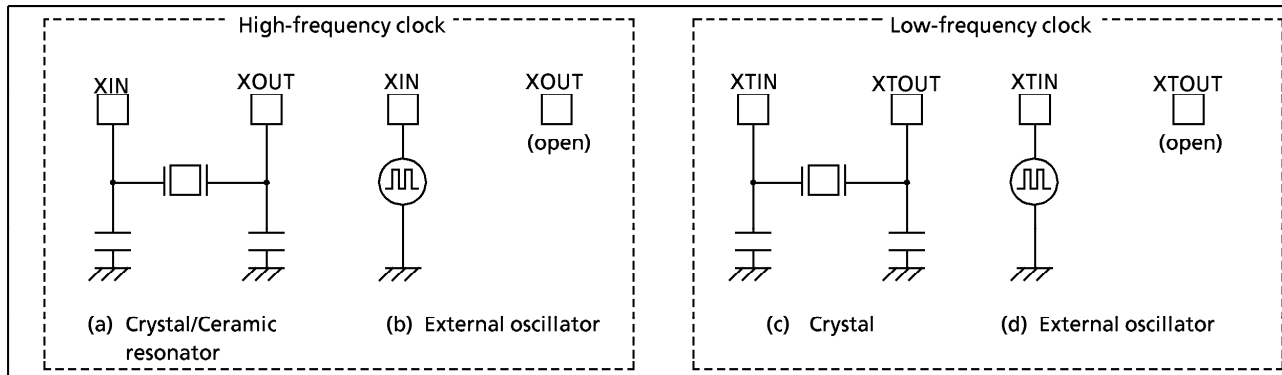 High-frequency clock
XIN XOUT XIN XOUT
(open)
(a) Crystal/Ceramic
resonator
(b) External oscillator
Low-frequency clock
XTIN XTOUT XTIN XTOUT
(open)
(c) Crystal
(d) External oscillator